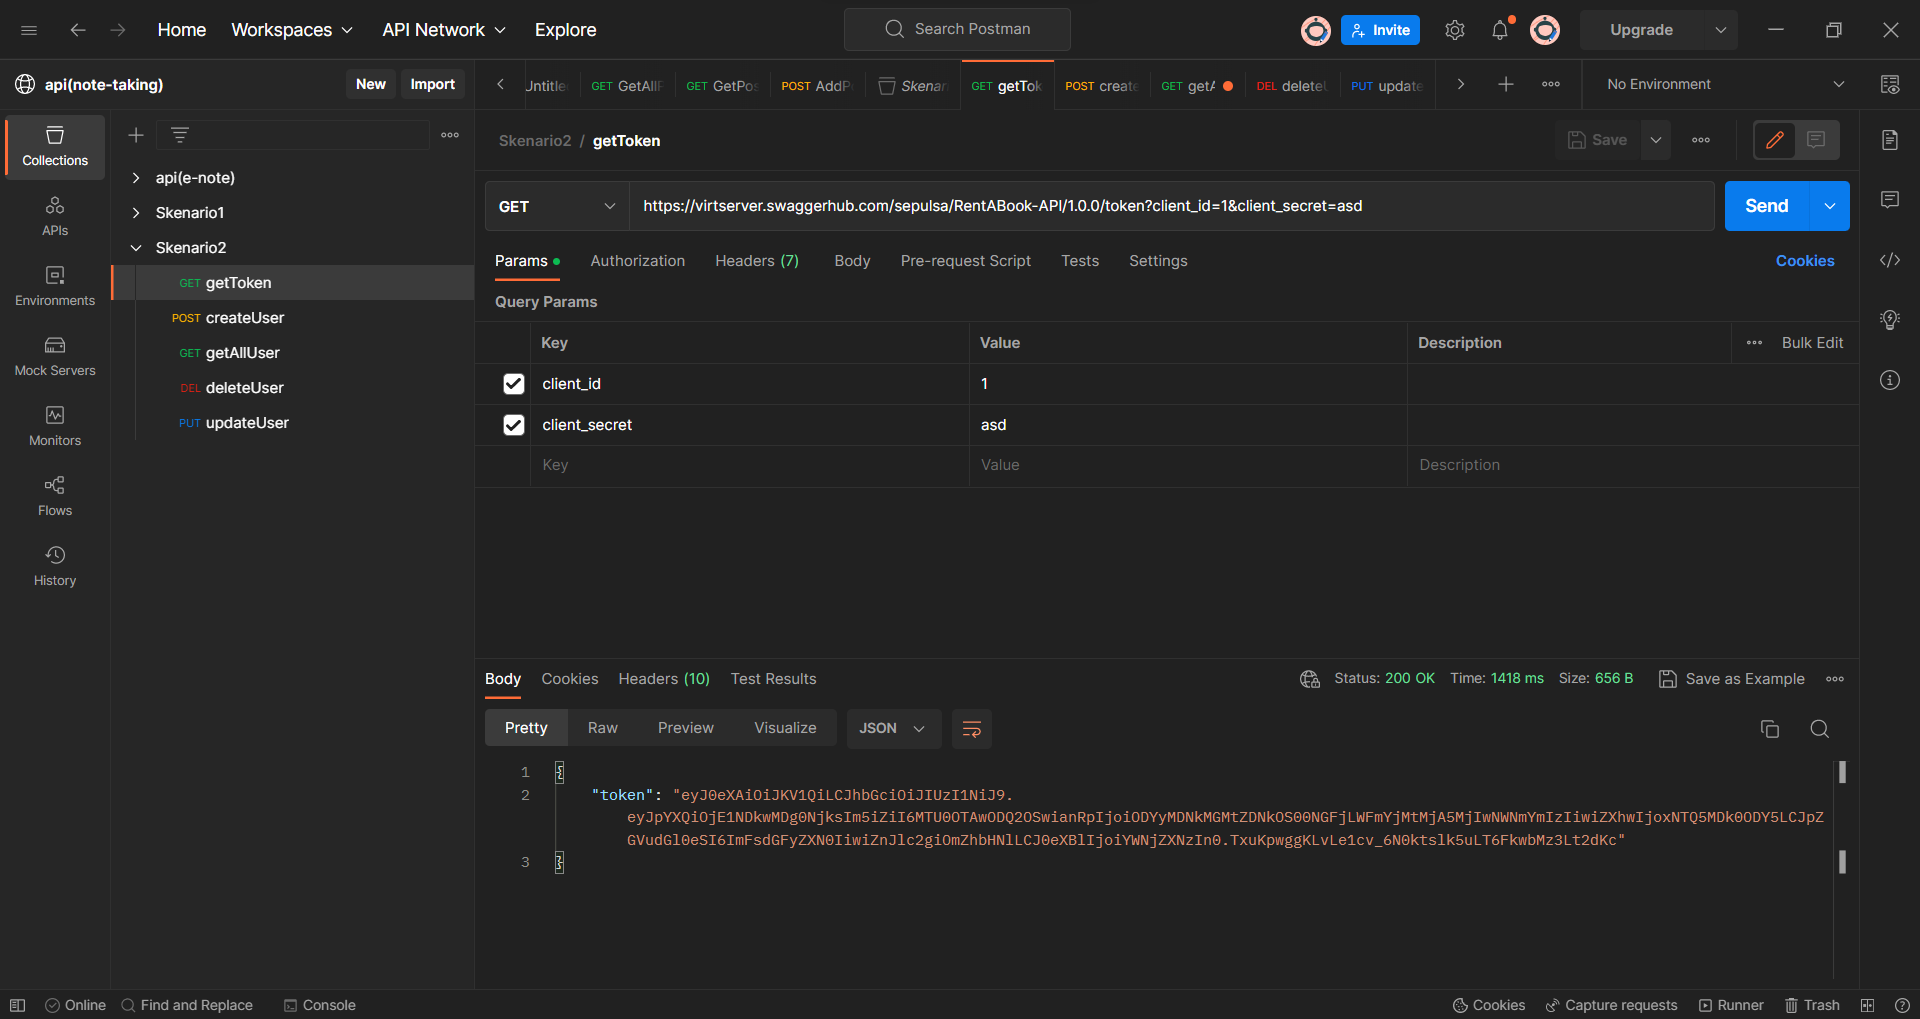 Home Workspaces API Network Explore Search Postman Invite Upgrade
api(note-taking) New Import
Untitle GET GetAllP GET GetPos POST AddP Skenar GET getTok POST create GET getA DEL deleteU PUT update No Environment
Collections
APIs
Environments
Mock Servers
Monitors
Flows
History
api(e-note)
Skenario1
Skenario2
GET getToken
POST createUser
GET getAllUser
DEL deleteUser
PUT updateUser
Skenario2 / getToken Save
GET https://virtserver.swaggerhub.com/sepulsa/RentABook-API/1.0.0/token?client_id=1&client_secret=asd Send
Params Authorization Headers (7) Body Pre-request Script Tests Settings Cookies
Query Params
Key Value Description Bulk Edit
client_id 1
client_secret asd
Key Value Description
Body Cookies Headers (10) Test Results Status: 200 OK Time: 1418 ms Size: 656 B Save as Example
Pretty Raw Preview Visualize JSON
1 {
2 "token": "eyJ0eXAiOiJKV1QiLCJhbGciOiJIUzI1NiJ9.
eyJpYXQiOjE1NDkwMDg0NjksIm5iZiI6MTU0OTAwODQ2OSwianRpIjoiODYyMDNkMGMtZDNkOS00NGFjLWFmYjMtMjA5MjIwNWNmYmIzIiwiZXhwIjoxNTQ5MDk0ODY5LCJpZ
GVudGl0eSI6ImFsdGFyZXN0IiwiZnJlc2giOmZhbHNlLCJ0eXBlIjoiYWNjZXNzIn0.TxuKpwggKLvLe1cv_6N0ktslk5uLT6FkwbMz3Lt2dKc"
3 }
Online Find and Replace Console Cookies Capture requests Runner Trash